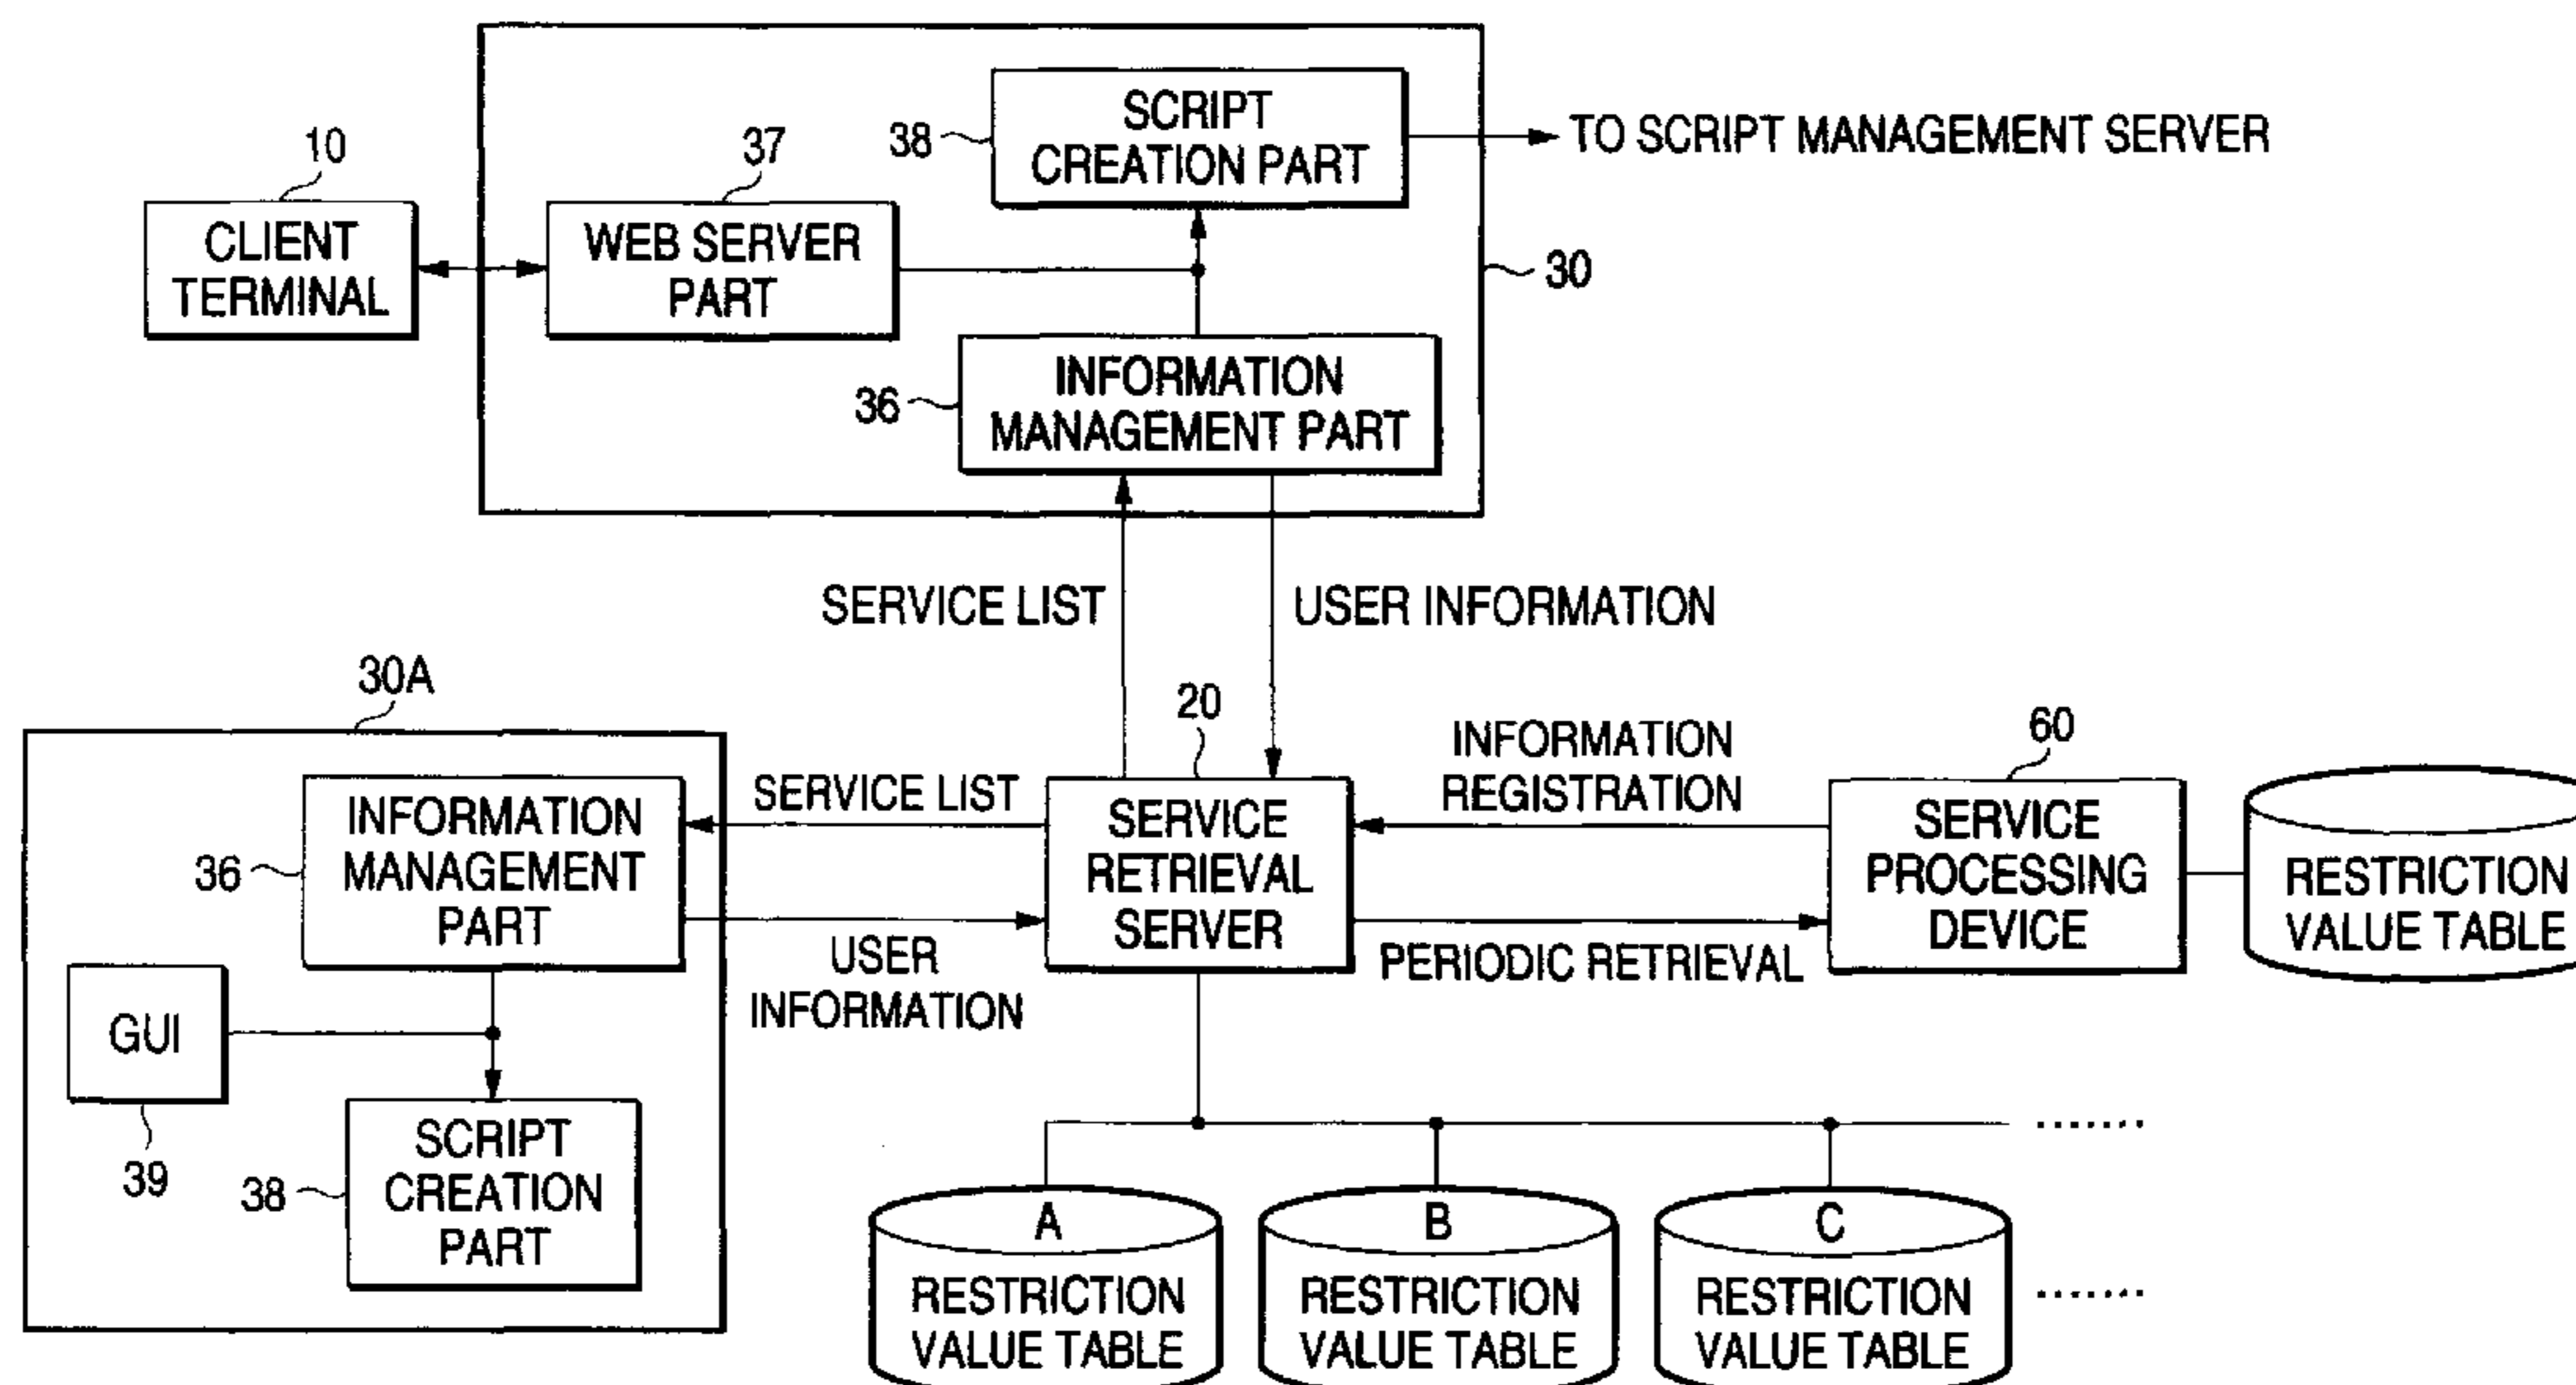 SCRIPT
CREATION PART
38
TO SCRIPT MANAGEMENT SERVER
10
37
CLIENT
TERMINAL
WEB SERVER
PART
30
INFORMATION
MANAGEMENT PART
36
SERVICE LIST
USER INFORMATION
30A
20
60
INFORMATION
REGISTRATION
SERVICE LIST
INFORMATION
MANAGEMENT
PART
36
SERVICE
RETRIEVAL
SERVER
SERVICE
PROCESSING
DEVICE
RESTRICTION
VALUE TABLE
USER
INFORMATION
PERIODIC RETRIEVAL
GUI
39
SCRIPT
CREATION
PART
38
.......
A
RESTRICTION
VALUE TABLE
B
RESTRICTION
VALUE TABLE
C
RESTRICTION
VALUE TABLE
.......